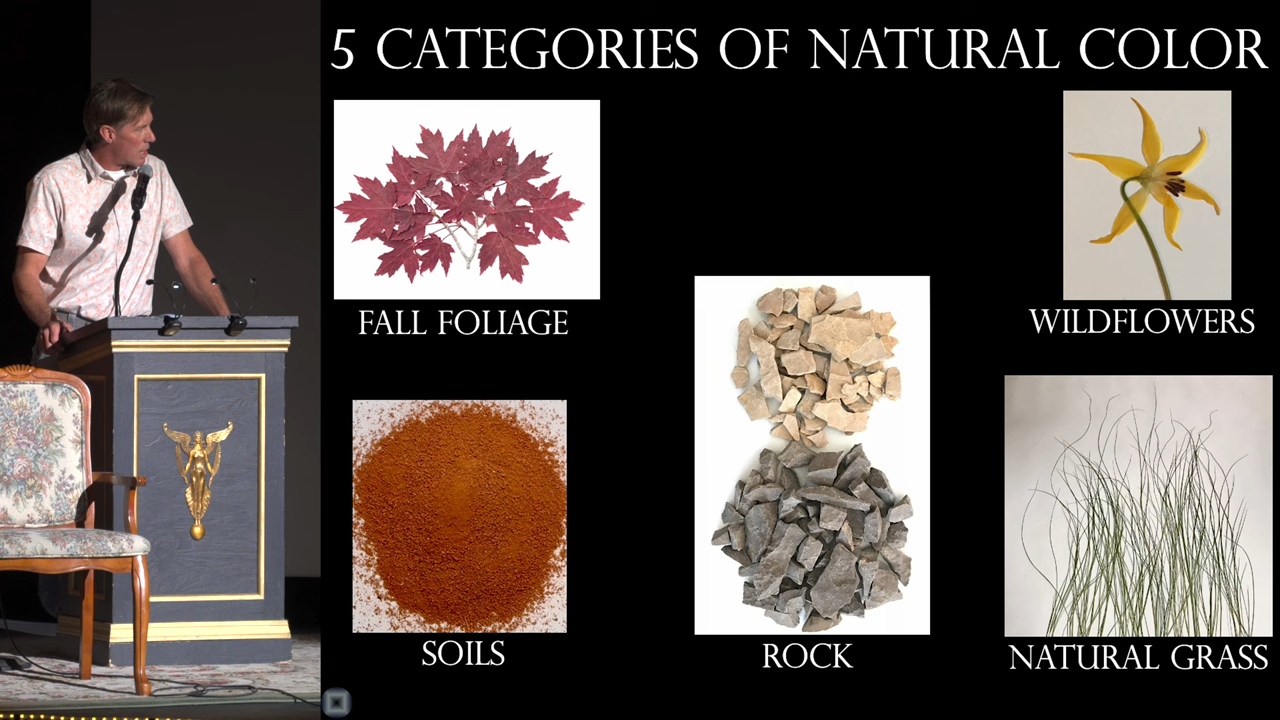 5 CATEGORIES OF NATURAL COLOR
FALL FOLIAGE
WILDFLOWERS
SOILS
ROCK
NATURAL GRASS